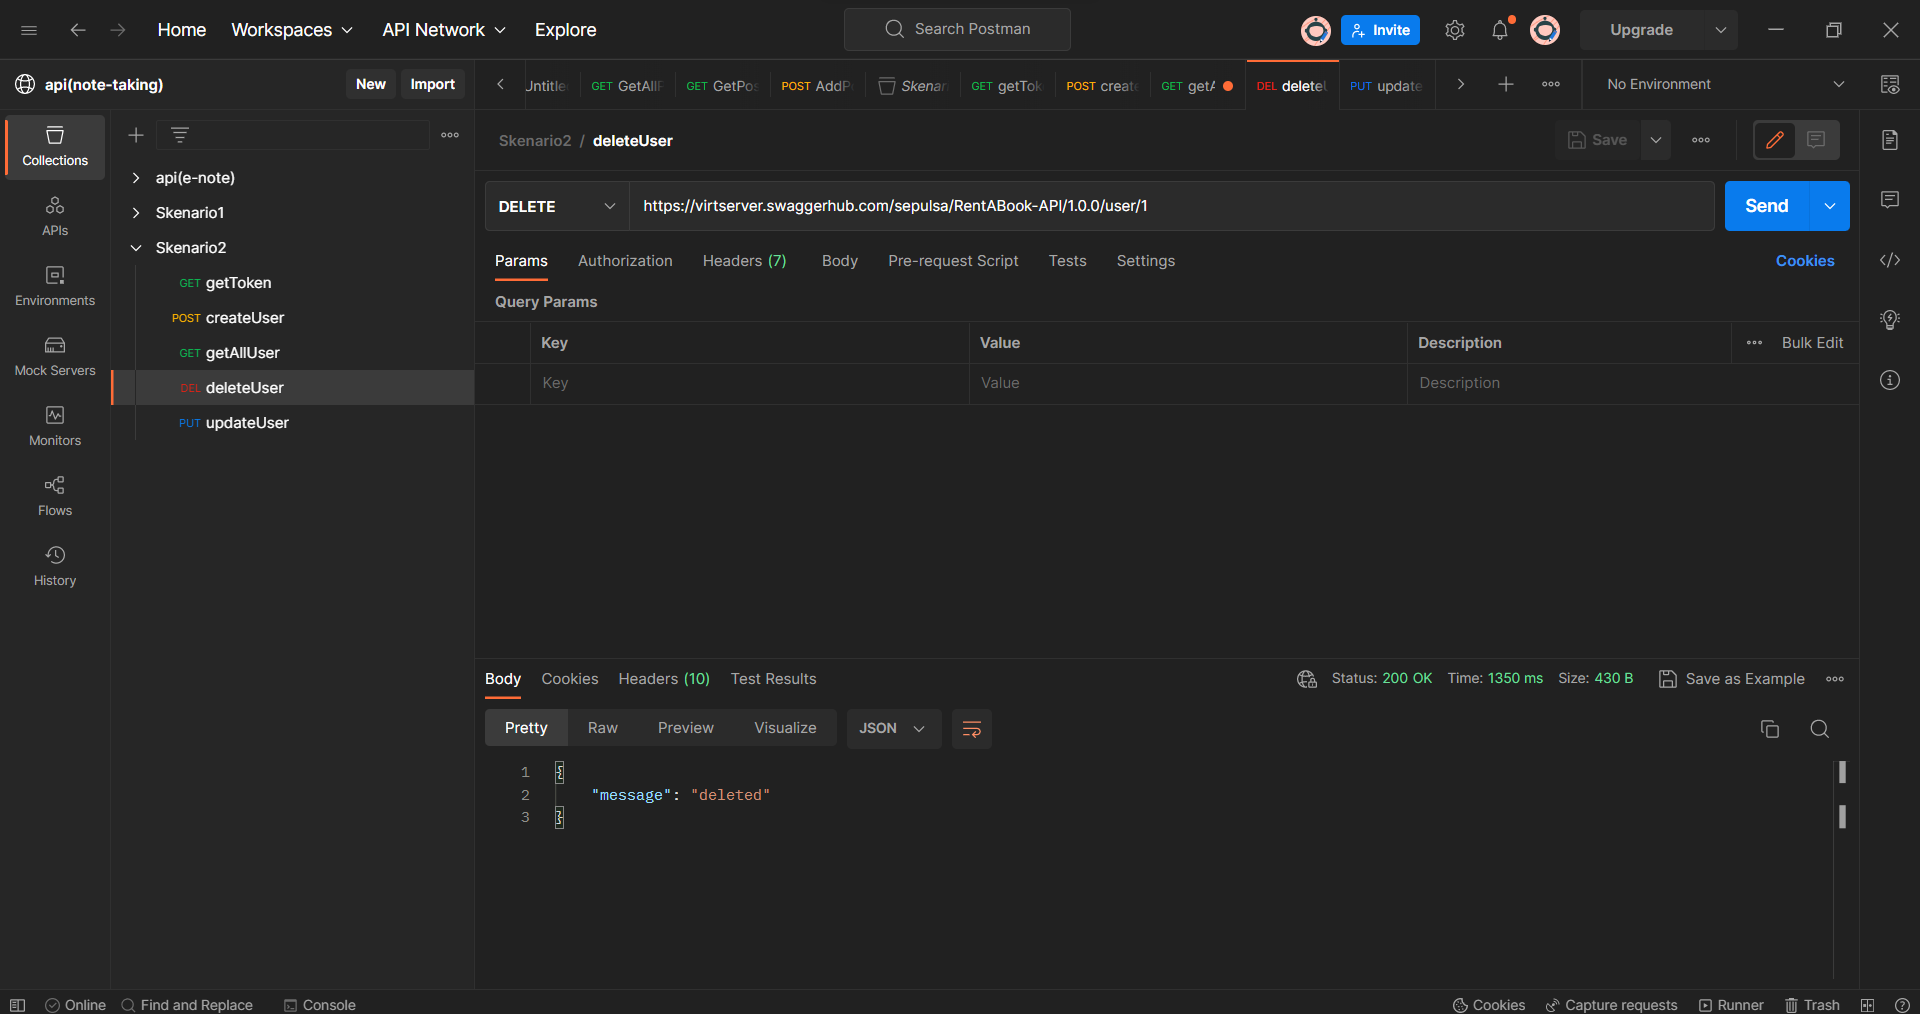 Home Workspaces API Network Explore Search Postman Invite Upgrade
api(note-taking) New Import
Untitle GET GetAllP GET GetPos POST AddP Skenar GET getTok POST create GET getA DEL deleteU PUT update No Environment
Collections
APIs
Environments
Mock Servers
Monitors
Flows
History
api(e-note)
Skenario1
Skenario2
GET getToken
POST createUser
GET getAllUser
DEL deleteUser
PUT updateUser
Skenario2 / deleteUser Save
DELETE https://virtserver.swaggerhub.com/sepulsa/RentABook-API/1.0.0/user/1 Send
Params Authorization Headers (7) Body Pre-request Script Tests Settings Cookies
Query Params
Key Value Description Bulk Edit
Key Value Description
Body Cookies Headers (10) Test Results Status: 200 OK Time: 1350 ms Size: 430 B Save as Example
Pretty Raw Preview Visualize JSON
1 {
2 "message": "deleted"
3 }
Online Find and Replace Console Cookies Capture requests Runner Trash